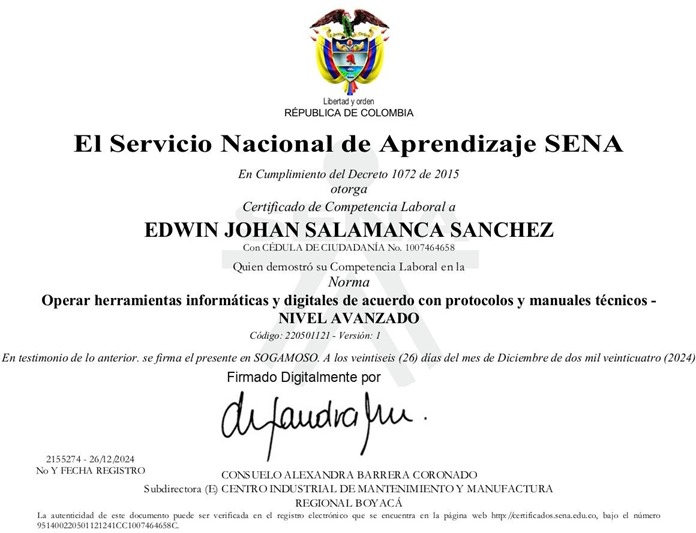 Libertad y orden
REPÚBLICA DE COLOMBIA
El Servicio Nacional de Aprendizaje SENA
En Cumplimiento del Decreto 1072 de 2015
otorga
Certificado de Competencia Laboral a
EDWIN JOHAN SALAMANCA SANCHEZ
Con CÉDULA DE CIUDADANÍA No. 1007464658
Quien demostró su Competencia Laboral en la
Norma
Operar herramientas informáticas y digitales de acuerdo con protocolos y manuales técnicos -
NIVEL AVANZADO
Código: 220501121 - Versión: 1
En testimonio de lo anterior. se firma el presente en SOGAMOSO. A los veintiseis (26) días del mes de Diciembre de dos mil veinticuatro (2024)
Firmado Digitalmente por
2155274 - 26/12/2024
No Y FECHA REGISTRO
CONSUELO ALEXANDRA BARRERA CORONADO
Subdirectora (E) CENTRO INDUSTRIAL DE MANTENIMIENTO Y MANUFACTURA
REGIONAL BOYACÁ
La autenticidad de este documento puede ser verificada en el registro electrónico que se encuentra en la página web http://certificados.sena.edu.co, bajo el número
951400220501121241CC1007464658C.